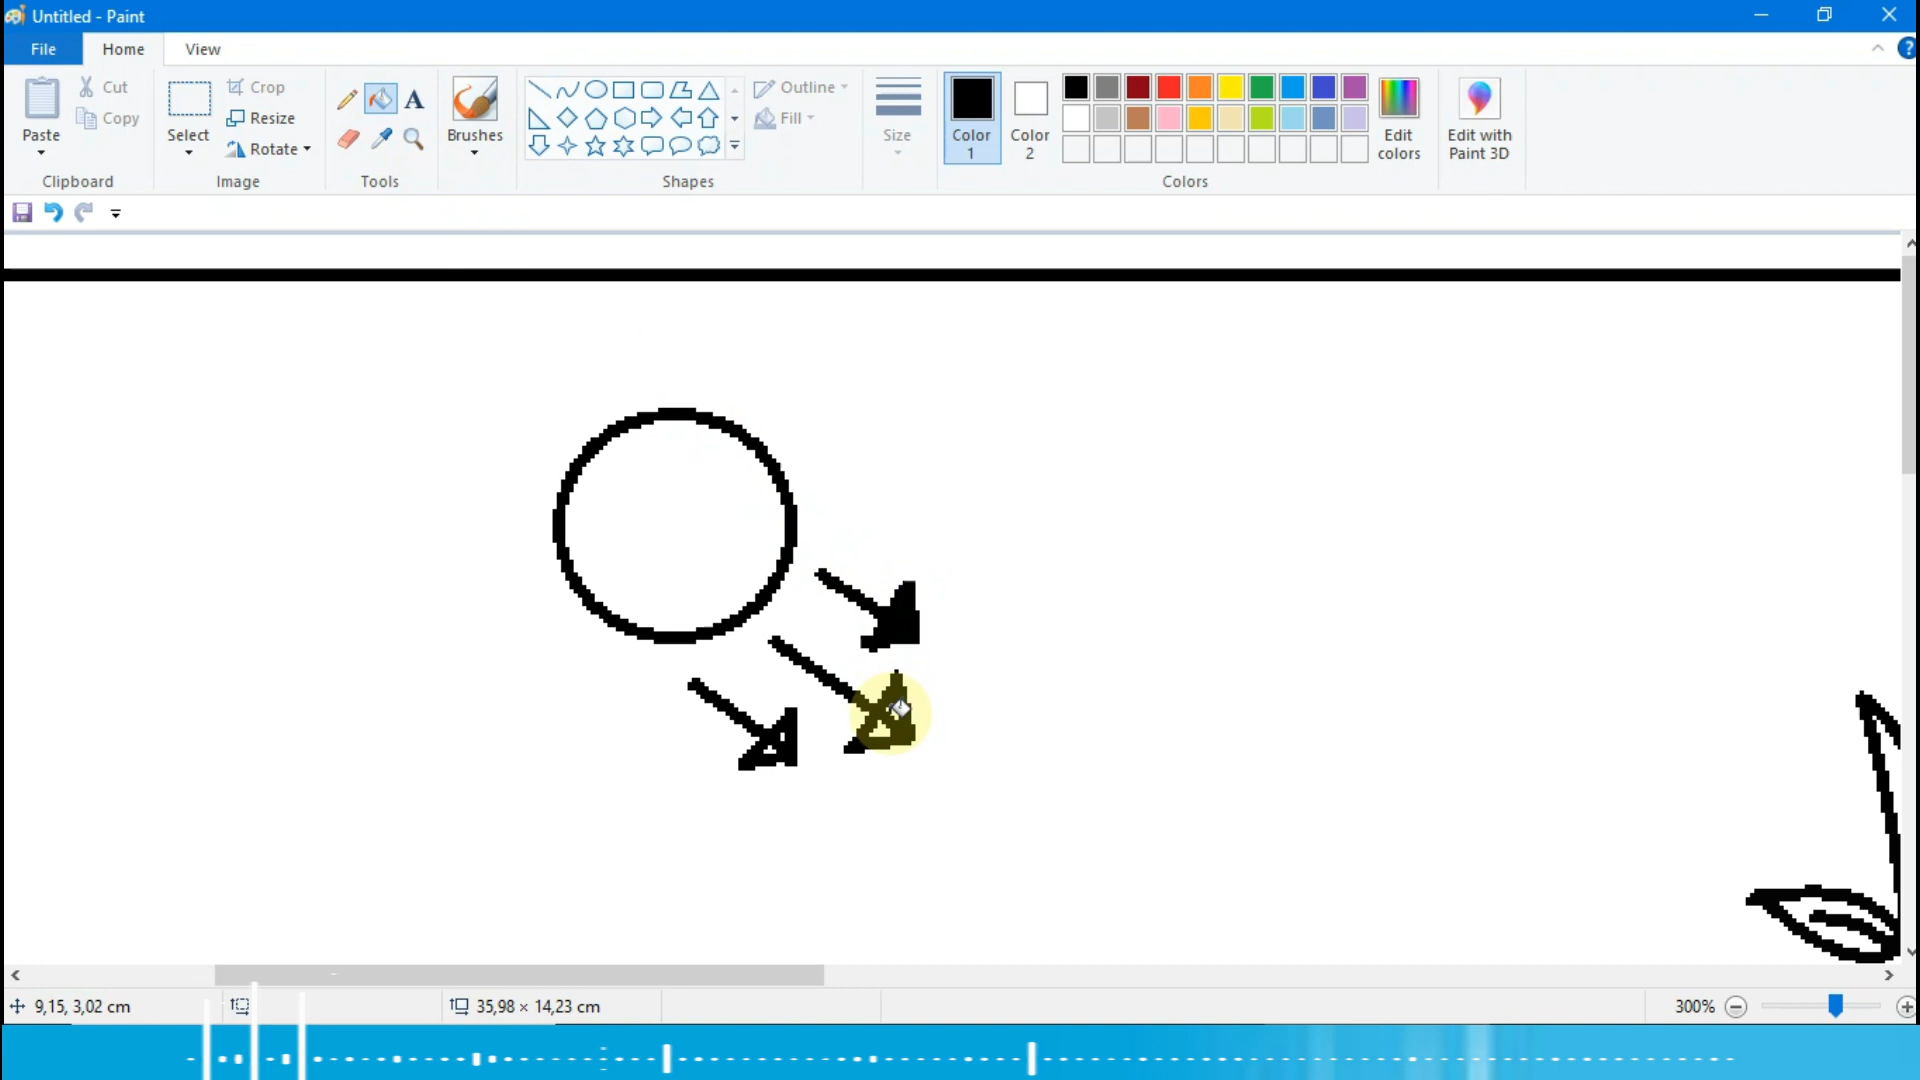 Untitled - Paint
File Home View
Paste
Cut
Copy
Clipboard
Select
Crop
Resize
Rotate
Image
A
Tools
Brushes
Outline
Fill
Shapes
Size
Color 1
Color 2
Edit colors
Colors
Edit with Paint 3D
9,15, 3,02 cm
35,98 × 14,23 cm
300%